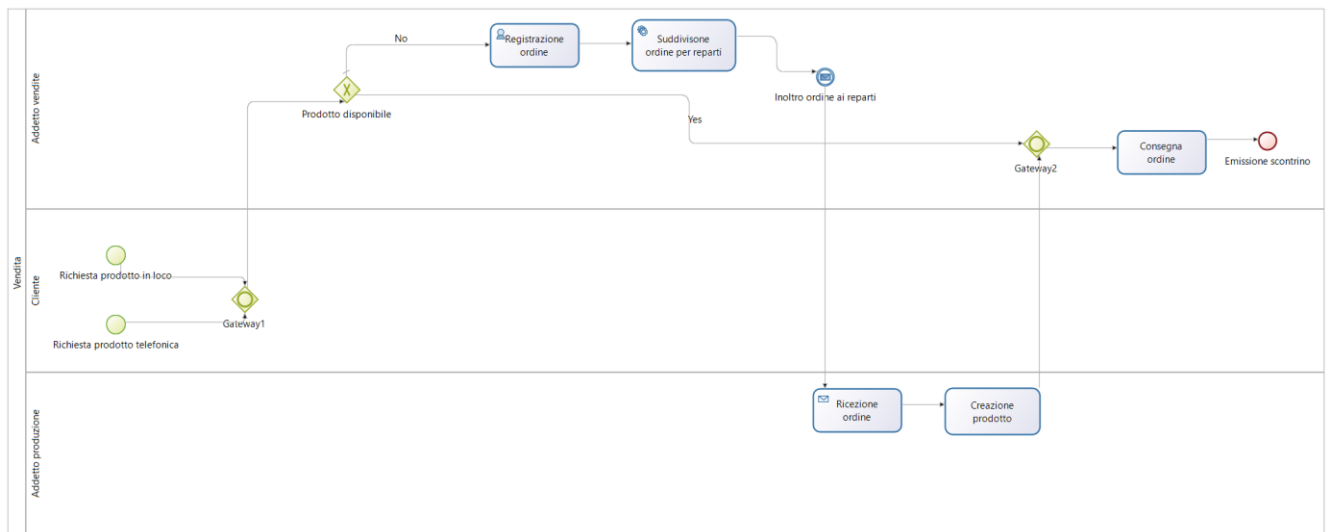 Vendita
Addetto vendite
No
Registrazione
ordine
Suddivisone
ordine per reparti
Inoltro ordine ai reparti
X
Prodotto disponibile
Yes
Gateway2
Consegna
ordine
Emissione scontrino
Cliente
Richiesta prodotto in loco
Gateway1
Richiesta prodotto telefonica
Addetto produzione
Ricezione
ordine
Creazione
prodotto